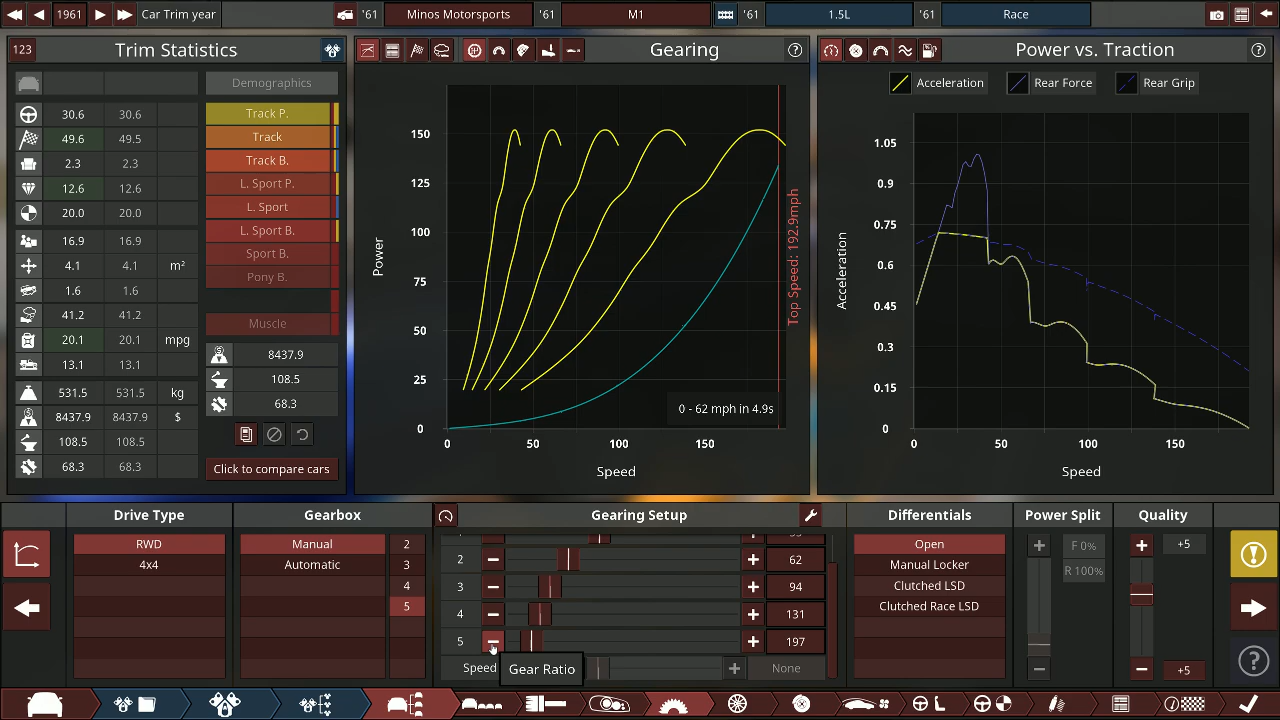 1961
Car Trim year
'61
Minos Motorsports
'61
M1
'61
1.5L
'61
Race
123
Trim Statistics
Demographics
30.6 30.6
49.6 49.5
2.3 2.3
12.6 12.6
20.0 20.0
16.9 16.9
4.1 4.1 m²
1.6 1.6
41.2 41.2
20.1 20.1 mpg
13.1 13.1
531.5 531.5 kg
8437.9 8437.9 $
108.5 108.5
68.3 68.3
Track P.
Track
Track B.
L. Sport P.
L. Sport
L. Sport B.
Sport B.
Pony B.
Muscle
8437.9
108.5
68.3
Click to compare cars
Gearing
?
Power
150
125
100
75
50
25
0
0 50 100 150
Speed
Top Speed: 192.9mph
0 - 62 mph in 4.9s
Power vs. Traction
?
Acceleration
Rear Force
Rear Grip
Acceleration
1.05
0.9
0.75
0.6
0.45
0.3
0.15
0
0 50 100 150
Speed
Drive Type
RWD
4x4
Gearbox
Manual
Automatic
2
3
4
5
Gearing Setup
2 − + 62
3 − + 94
4 − + 131
5 − + 197
Speed + None
Gear Ratio
Differentials
Open
Manual Locker
Clutched LSD
Clutched Race LSD
Power Split
F 0%
R 100%
Quality
+5
+5
?